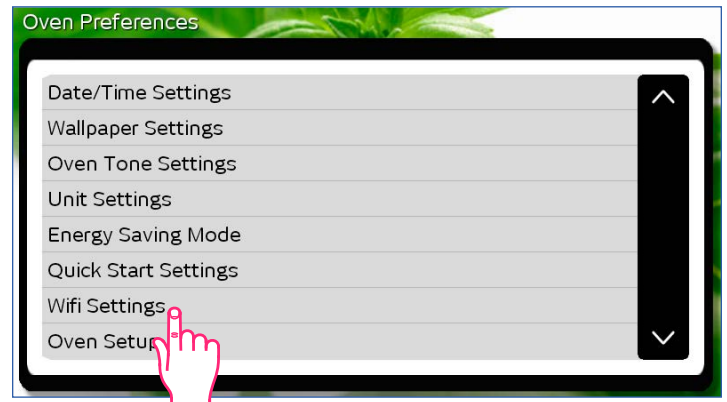 Oven Preferences
Date/Time Settings
Wallpaper Settings
Oven Tone Settings
Unit Settings
Energy Saving Mode
Quick Start Settings
Wifi Settings
Oven Setup